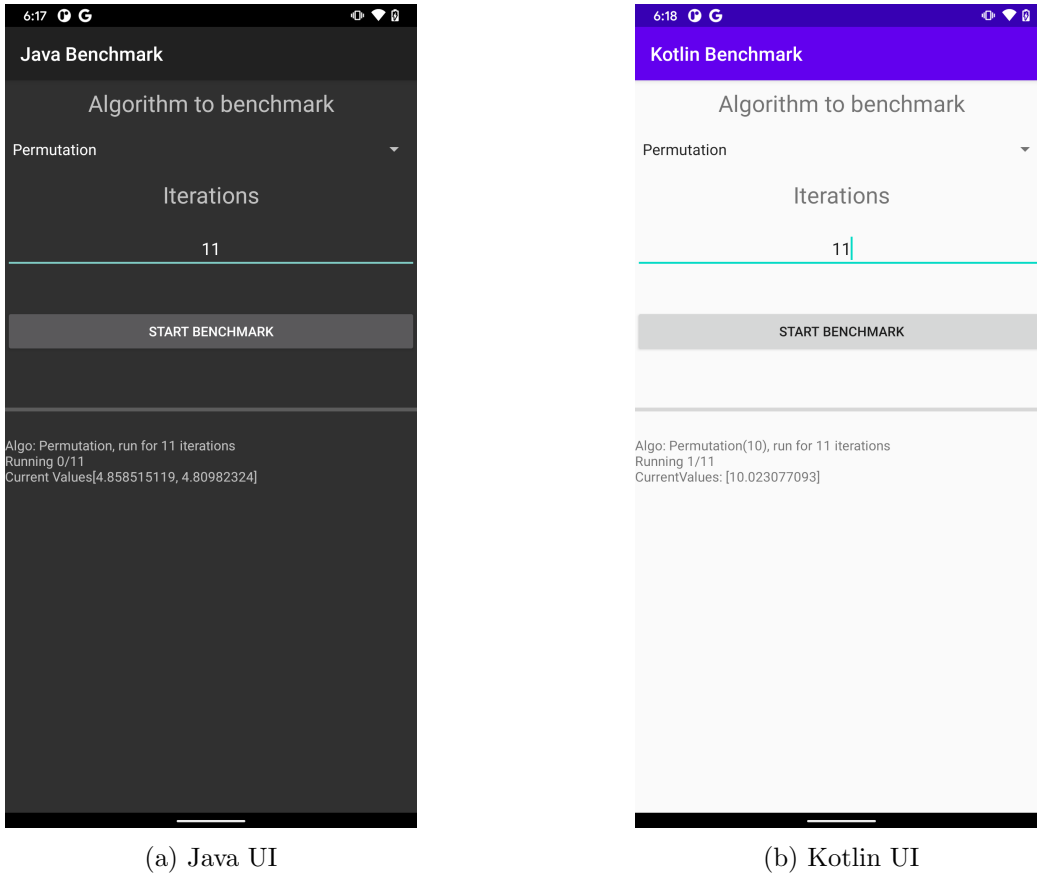 6:17
Java Benchmark
Algorithm to benchmark
Permutation
Iterations
11
START BENCHMARK
Algo: Permutation, run for 11 iterations
Running 0/11
Current Values[4.858515119, 4.80982324]
(a) Java UI
6:18
Kotlin Benchmark
Algorithm to benchmark
Permutation
Iterations
11
START BENCHMARK
Algo: Permutation(10), run for 11 iterations
Running 1/11
CurrentValues: [10.023077093]
(b) Kotlin UI